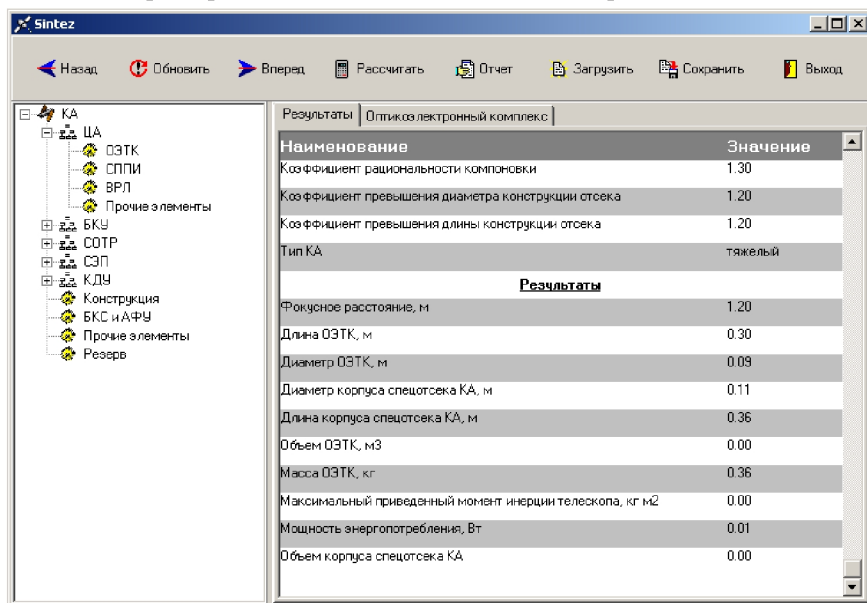 Sintez
Назад Обновить Вперед Рассчитать Отчет Загрузить Сохранить Выход
КА
ЦА
ОЭТК
СППИ
ВРЛ
Прочие элементы
БКУ
СОТР
СЭП
КДУ
Конструкция
БКС и АФУ
Прочие элементы
Резерв
Результаты Оптикоэлектронный комплекс
Наименование Значение
Коэффициент рациональности компоновки 1.30
Коэффициент превышения диаметра конструкции отсека 1.20
Коэффициент превышения длины конструкции отсека 1.20
Тип КА тяжелый
Результаты
Фокусное расстояние, м 1.20
Длина ОЭТК, м 0.30
Диаметр ОЭТК, м 0.09
Диаметр корпуса спецотсека КА, м 0.11
Длина корпуса спецотсека КА, м 0.36
Объем ОЭТК, м3 0.00
Масса ОЭТК, кг 0.36
Максимальный приведенный момент инерции телескопа, кг м2 0.00
Мощность энергопотребления, Вт 0.01
Объем корпуса спецотсека КА 0.00